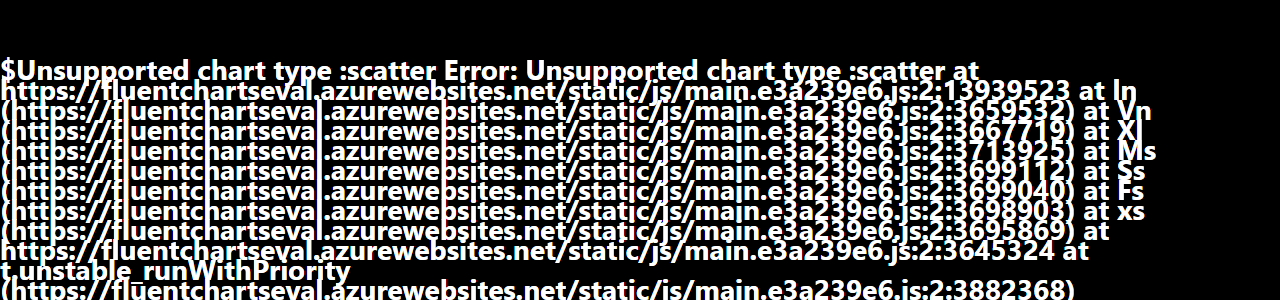 $Unsupported chart type :scatter Error: Unsupported chart type :scatter at
https://fluentchartseval.azurewebsites.net/static/js/main.e3a239e6.js:2:13939523 at ln
(https://fluentchartseval.azurewebsites.net/static/js/main.e3a239e6.js:2:3659532) at Vn
(https://fluentchartseval.azurewebsites.net/static/js/main.e3a239e6.js:2:3667719) at Xl
(https://fluentchartseval.azurewebsites.net/static/js/main.e3a239e6.js:2:3713925) at Ms
(https://fluentchartseval.azurewebsites.net/static/js/main.e3a239e6.js:2:3699112) at Ss
(https://fluentchartseval.azurewebsites.net/static/js/main.e3a239e6.js:2:3699040) at Fs
(https://fluentchartseval.azurewebsites.net/static/js/main.e3a239e6.js:2:3698903) at xs
(https://fluentchartseval.azurewebsites.net/static/js/main.e3a239e6.js:2:3695869) at
https://fluentchartseval.azurewebsites.net/static/js/main.e3a239e6.js:2:3645324 at
t.unstable_runWithPriority
(https://fluentchartseval.azurewebsites.net/static/js/main.e3a239e6.js:2:3882368)